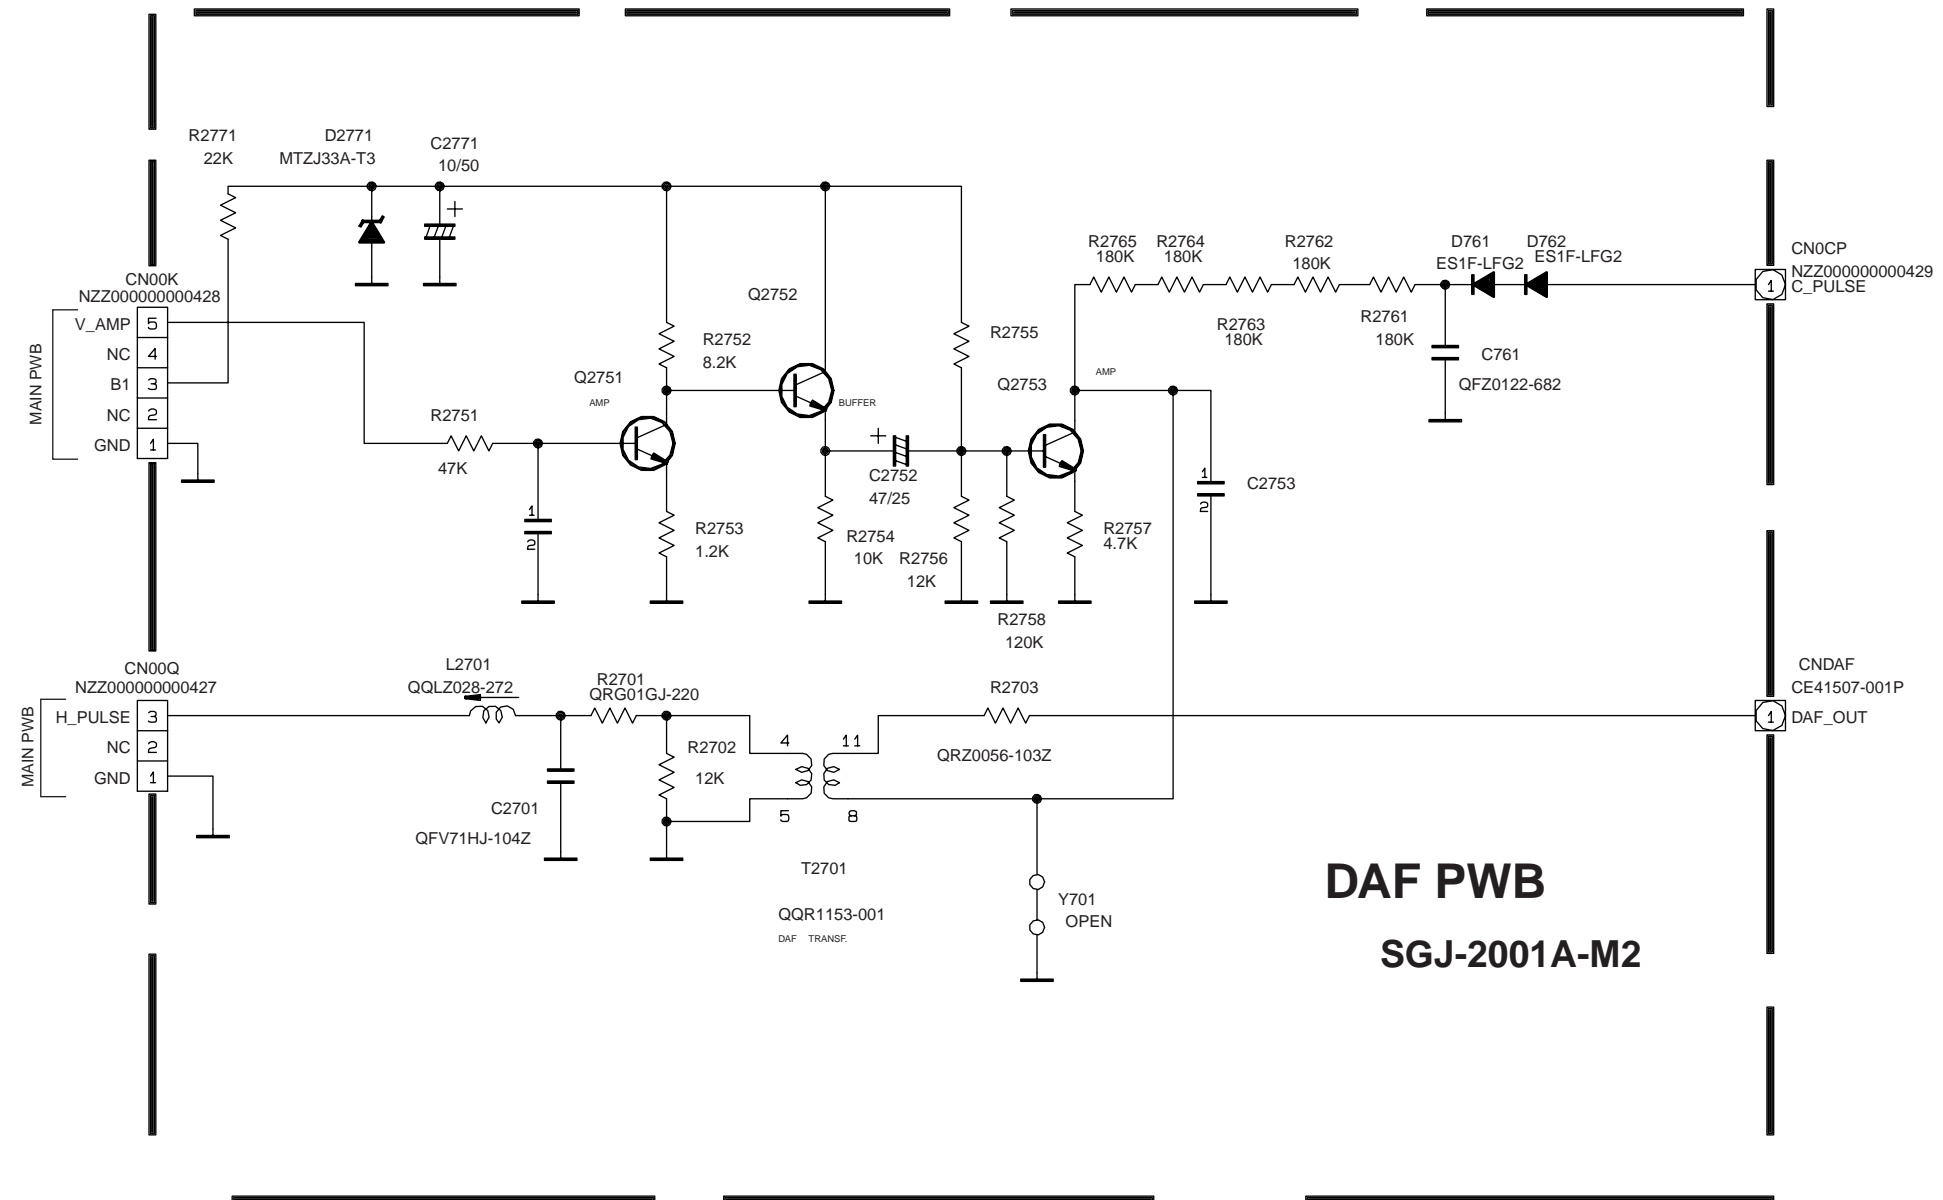 R2771
22K
D2771
MTZJ33A-T3
C2771
10/50
+
CN00K
NZZ000000000428
MAIN PWB
V_AMP 5
NC 4
B1 3
NC 2
GND 1
R2751
47K
1
2
Q2751
AMP
R2752
8.2K
R2753
1.2K
Q2752
BUFFER
+
C2752
47/25
R2754
10K
R2755
R2756
12K
R2758
120K
Q2753
AMP
R2757
4.7K
1
2
C2753
R2765
180K
R2764
180K
R2763
180K
R2762
180K
R2761
180K
D761
ES1F-LFG2
D762
ES1F-LFG2
C761
QFZ0122-682
CN0CP
NZZ000000000429
1 C_PULSE
CN00Q
NZZ000000000427
MAIN PWB
H_PULSE 3
NC 2
GND 1
L2701
QQLZ028-272
R2701
QRG01GJ-220
C2701
QFV71HJ-104Z
R2702
12K
4
5
11
8
T2701
QQR1153-001
DAF TRANSF.
R2703
QRZ0056-103Z
Y701
OPEN
CNDAF
CE41507-001P
1 DAF_OUT
DAF PWB
SGJ-2001A-M2